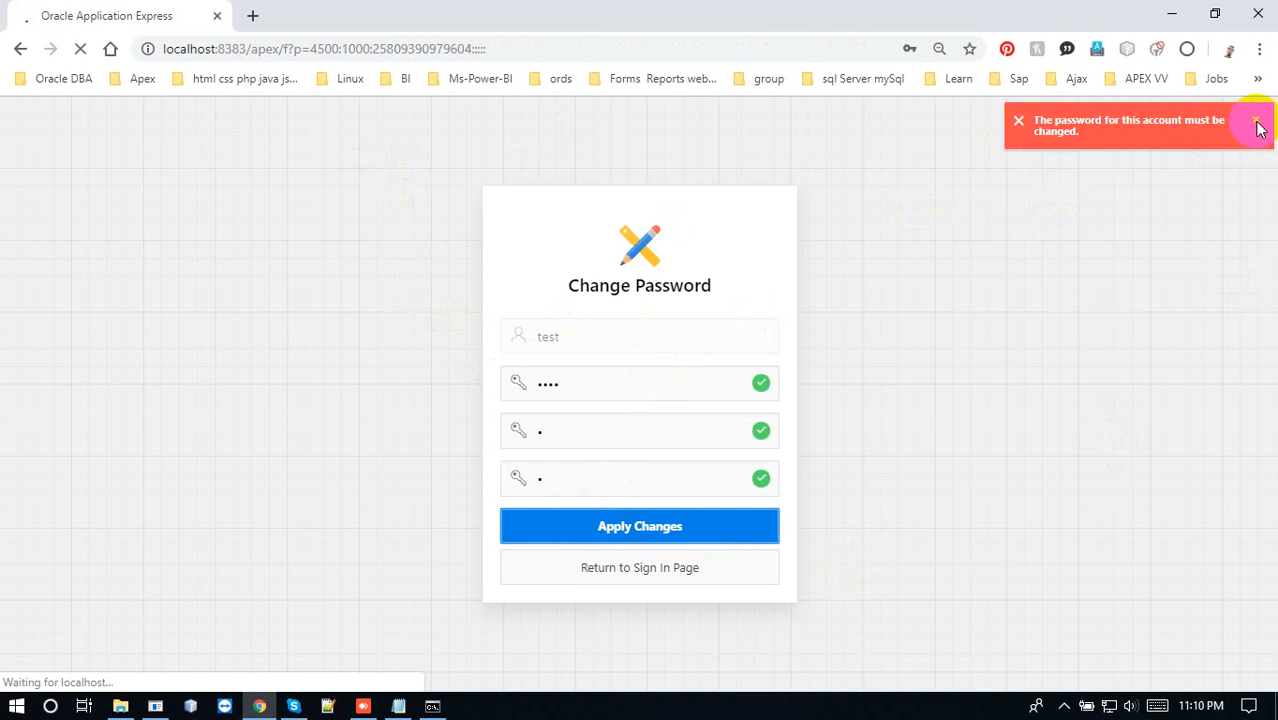 Oracle Application Express
localhost:8383/apex/f?p=4500:1000:25809390979604:::::
Oracle DBA Apex html css php java js... Linux BI Ms-Power-BI ords Forms Reports web... group sql Server mySql Learn Sap Ajax APEX VV Jobs »
The password for this account must be
changed.
Change Password
test
••••
•
•
Apply Changes
Return to Sign In Page
Waiting for localhost...
11:10 PM